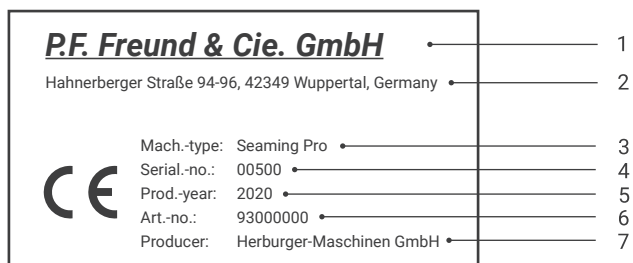 P.F. Freund & Cie. GmbH 1
Hahnerberger Straße 94-96, 42349 Wuppertal, Germany 2
Mach.-type: Seaming Pro 3
Serial.-no.: 00500 4
Prod.-year: 2020 5
Art.-no.: 93000000 6
Producer: Herburger-Maschinen GmbH 7
CE